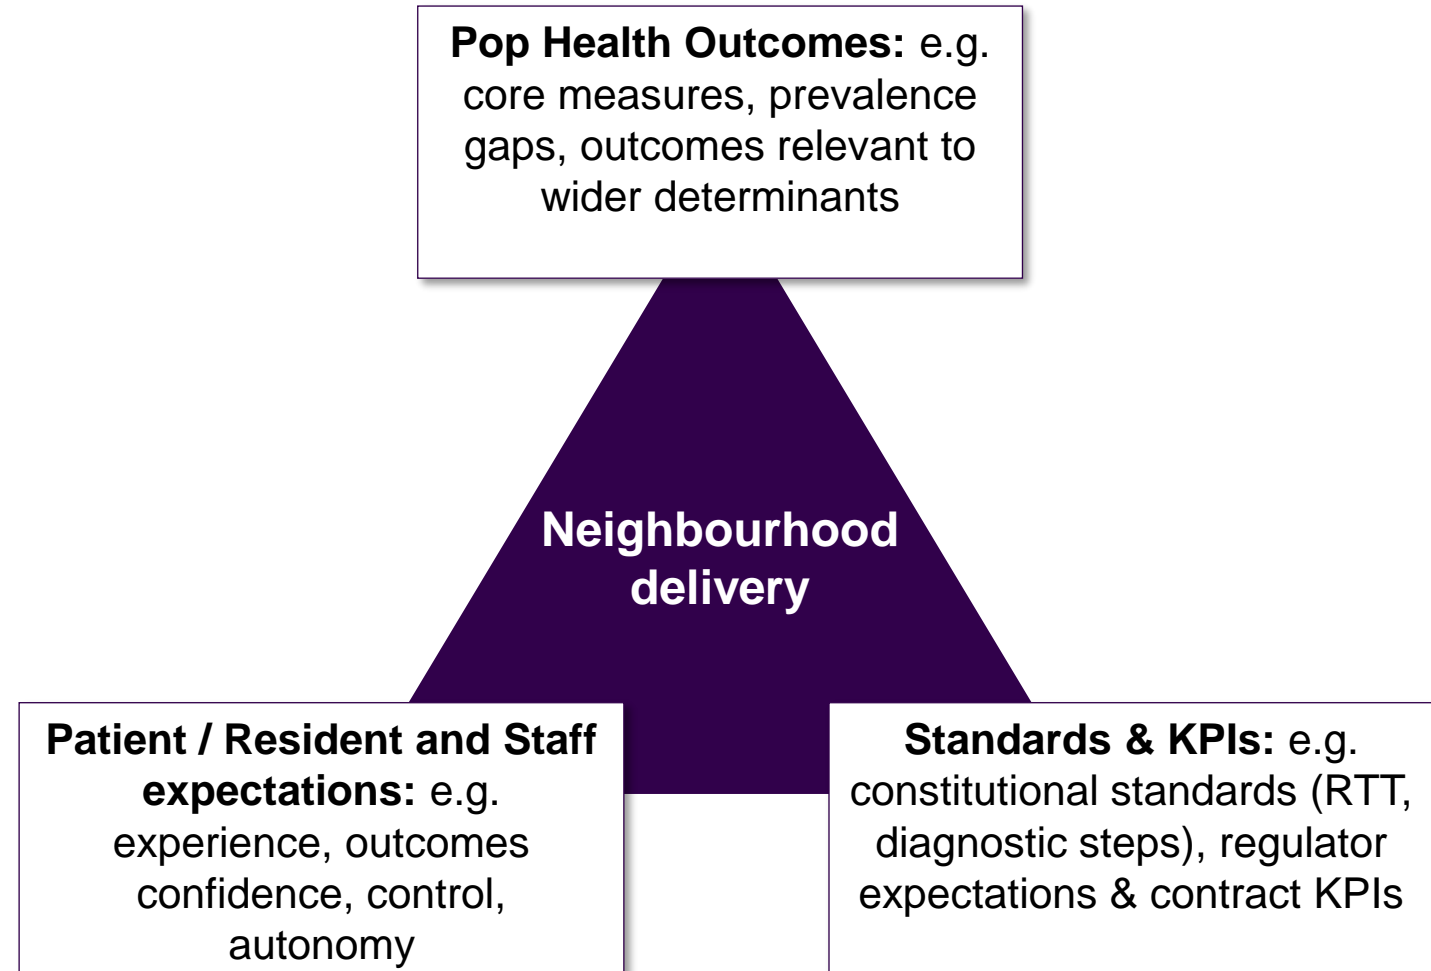 Pop Health Outcomes: e.g.
core measures, prevalence
gaps, outcomes relevant to
wider determinants
Neighbourhood
delivery
Patient / Resident and Staff
expectations: e.g.
experience, outcomes
confidence, control,
autonomy
Standards & KPIs: e.g.
constitutional standards (RTT,
diagnostic steps), regulator
expectations & contract KPIs